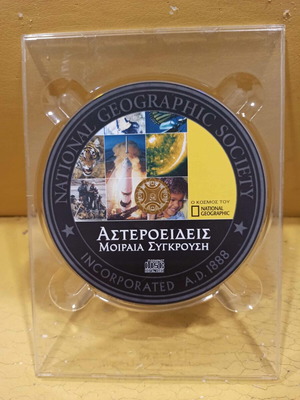 NATIONAL GEOGRAPHIC SOCIETY
Ο ΚΟΣΜΟΣ ΤΟΥ
NATIONAL
GEOGRAPHIC
ΑΣΤΕΡΟΕΙΔΕΙΣ
ΜΟΙΡΑΙΑ ΣΥΓΚΡΟΥΣΗ
INCORPORATED A.D. 1888